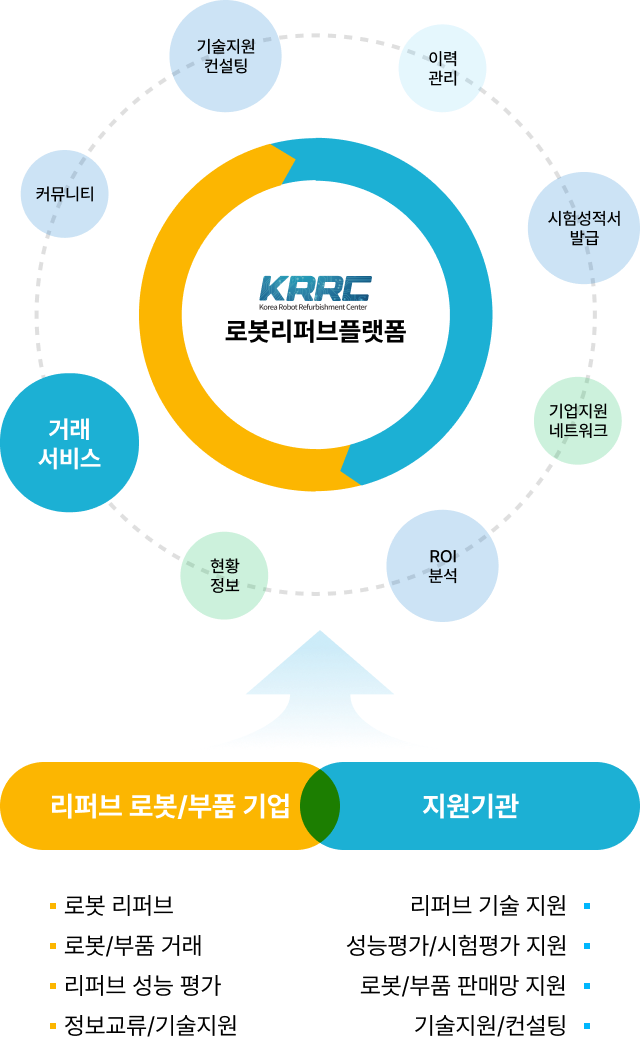 기술지원
컨설팅
이력
관리
커뮤니티
시험성적서
발급
KRRC
Korea Robot Refurbishment Center
로봇리퍼브플랫폼
거래
서비스
기업지원
네트워크
현황
정보
ROI
분석
리퍼브 로봇/부품 기업
지원기관
로봇 리퍼브
로봇/부품 거래
리퍼브 성능 평가
정보교류/기술지원
리퍼브 기술 지원
성능평가/시험평가 지원
로봇/부품 판매망 지원
기술지원/컨설팅